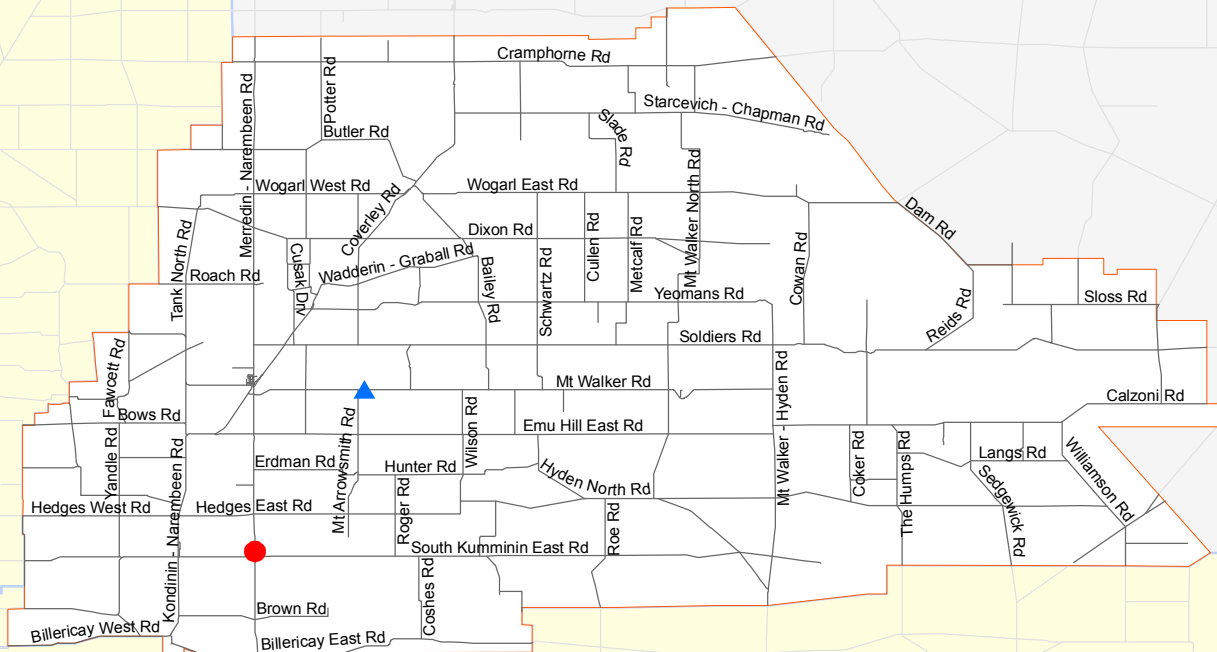 Cramphorne Rd
Potter Rd
Merredin - Narembeen Rd
Starcevich - Chapman Rd
Slade Rd
Butler Rd
Wogarl West Rd
Wogarl East Rd
Mt Walker North Rd
Coverley Rd
Dam Rd
Dixon Rd
Cullen Rd
Metcalf Rd
Tank North Rd
Cusak Drv
Wadderin - Graball Rd
Bailey Rd
Schwartz Rd
Cowan Rd
Roach Rd
Yeomans Rd
Sloss Rd
Reids Rd
Soldiers Rd
Fawcett Rd
Mt Walker Rd
Mt Walker - Hyden Rd
Calzoni Rd
Bows Rd
Mt Arrowsmith Rd
Wilson Rd
Emu Hill East Rd
Yandle Rd
Kondinin - Narembeen Rd
Erdman Rd
Hunter Rd
Hyden North Rd
Coker Rd
The Humps Rd
Langs Rd
Sedgewick Rd
Williamson Rd
Hedges West Rd
Hedges East Rd
Roger Rd
Roe Rd
South Kumminin East Rd
Coshes Rd
Brown Rd
Billericay West Rd
Billericay East Rd